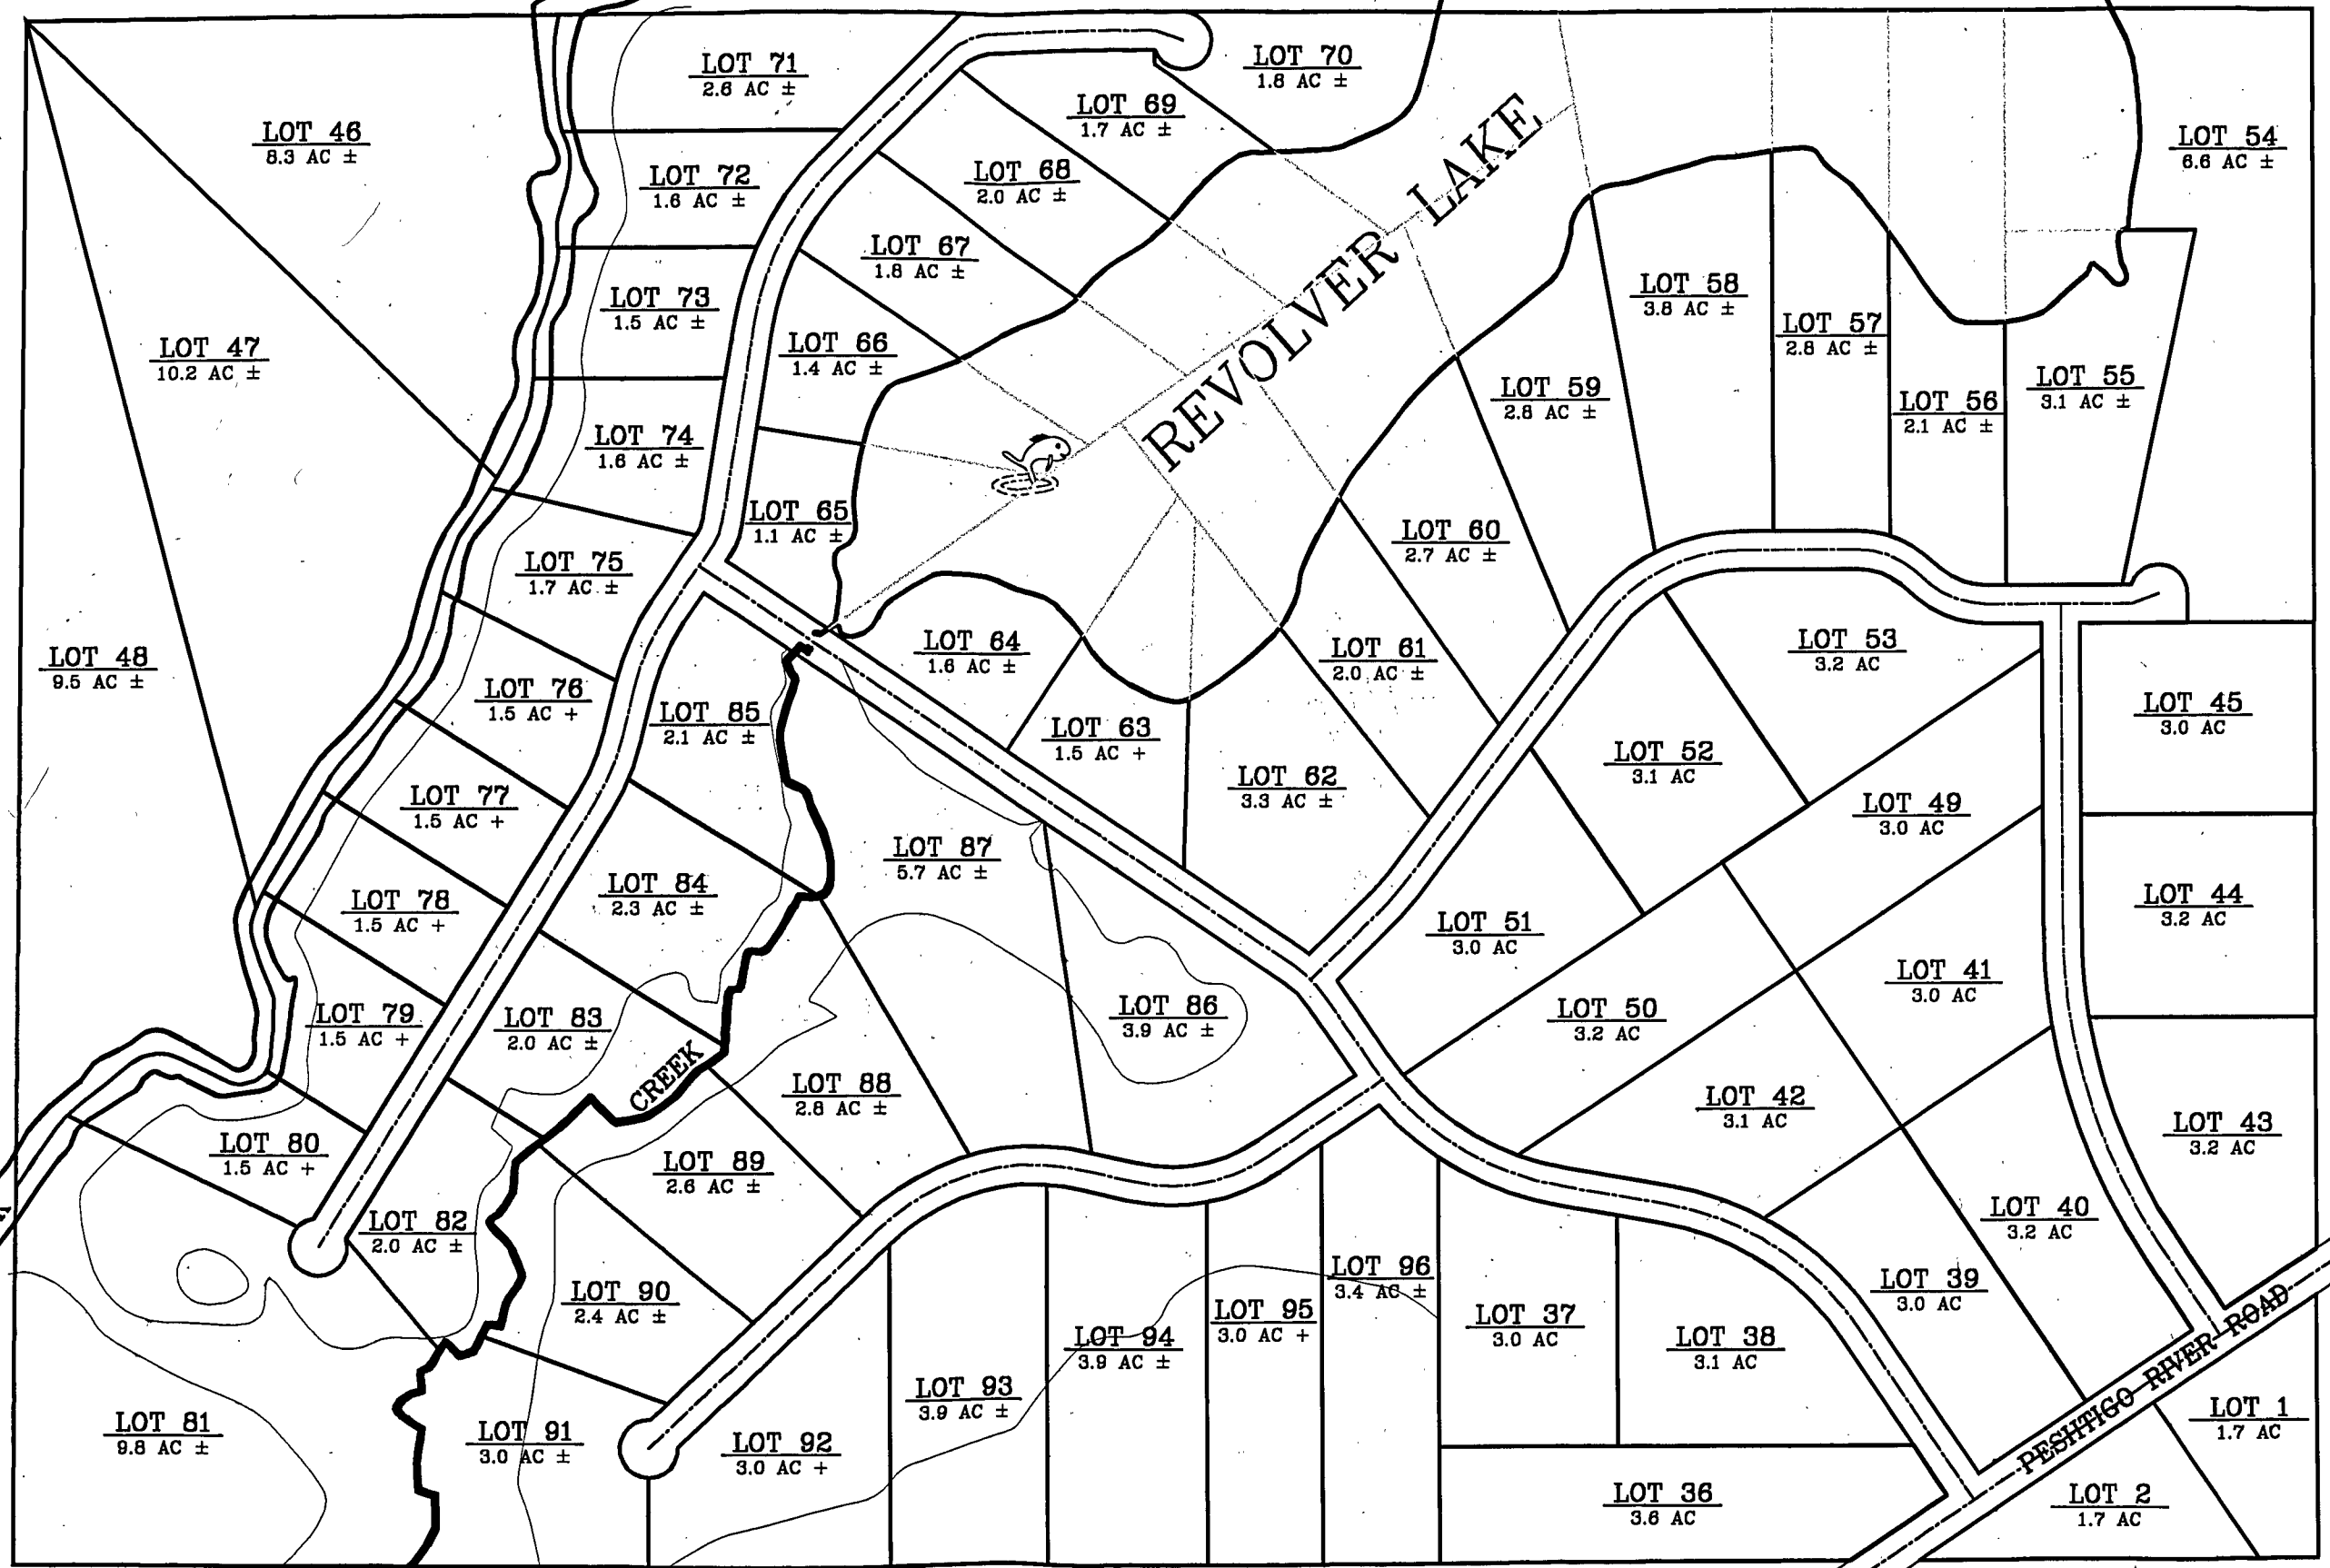 LOT 71
2.6 AC ±
LOT 70
1.8 AC ±
LOT 46
8.3 AC ±
LOT 69
1.7 AC ±
LOT 54
6.6 AC ±
LOT 72
1.6 AC ±
LOT 68
2.0 AC ±
LOT 67
1.8 AC ±
LOT 73
1.5 AC ±
LOT 58
3.8 AC ±
REVOLVER LAKE
LOT 47
10.2 AC ±
LOT 66
1.4 AC ±
LOT 57
2.8 AC ±
LOT 59
2.8 AC ±
LOT 56
2.1 AC ±
LOT 55
3.1 AC ±
LOT 74
1.6 AC ±
LOT 65
1.1 AC ±
LOT 60
2.7 AC ±
LOT 75
1.7 AC ±
LOT 48
9.5 AC ±
LOT 64
1.6 AC ±
LOT 61
2.0 AC ±
LOT 53
3.2 AC
LOT 76
1.5 AC +
LOT 85
2.1 AC ±
LOT 63
1.5 AC +
LOT 52
3.1 AC
LOT 45
3.0 AC
LOT 77
1.5 AC +
LOT 62
3.3 AC ±
LOT 49
3.0 AC
LOT 87
5.7 AC ±
LOT 78
1.5 AC +
LOT 84
2.3 AC ±
LOT 51
3.0 AC
LOT 44
3.2 AC
LOT 79
1.5 AC +
LOT 83
2.0 AC ±
LOT 86
3.9 AC ±
LOT 50
3.2 AC
LOT 41
3.0 AC
CREEK
LOT 88
2.8 AC ±
LOT 42
3.1 AC
LOT 80
1.5 AC +
LOT 89
2.6 AC ±
LOT 43
3.2 AC
LOT 82
2.0 AC ±
LOT 40
3.2 AC
LOT 90
2.4 AC ±
LOT 96
3.4 AC ±
LOT 39
3.0 AC
LOT 95
3.0 AC +
LOT 94
3.9 AC ±
LOT 37
3.0 AC
LOT 38
3.1 AC
PESHTIGO RIVER ROAD
LOT 93
3.9 AC ±
LOT 81
9.8 AC ±
LOT 91
3.0 AC ±
LOT 92
3.0 AC +
LOT 1
1.7 AC
LOT 36
3.6 AC
LOT 2
1.7 AC